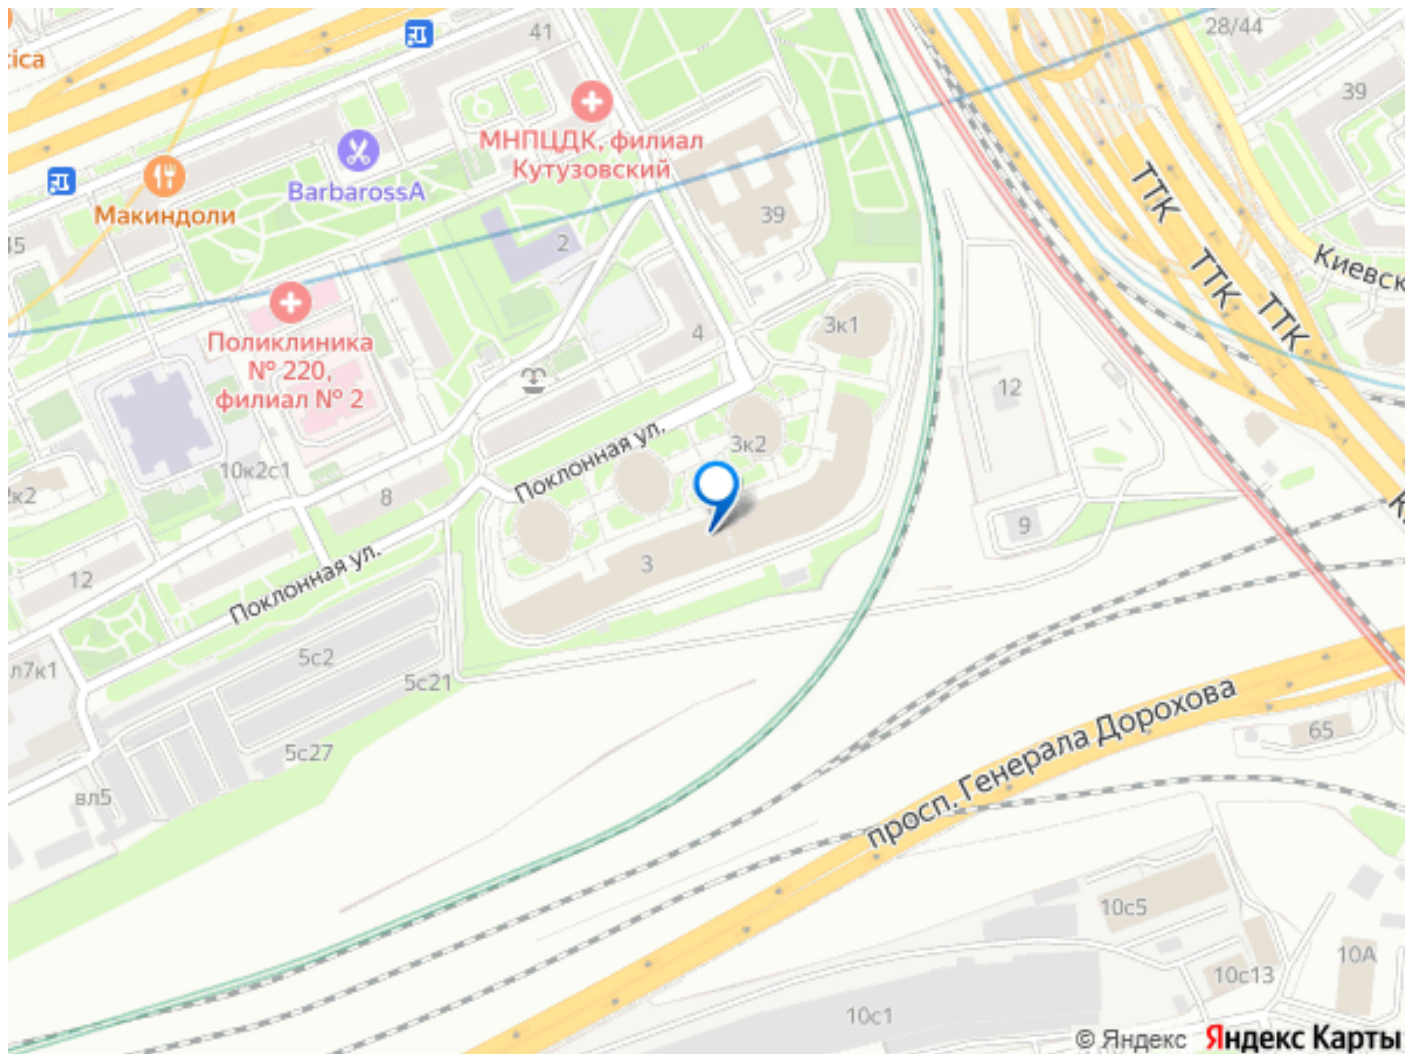 41
28/44
ica
39
МНПЦДК, филиал
Кутузовский
BarbarossA
ТТК
Макиндоли
39
45
2
Киевск
ТТК
ТТК
Поликлиника
№ 220,
филиал № 2
4
3к1
12
Поклонная ул.
3к2
10к2с1
8
9
3
Поклонная ул.
12
5с2
л7к1
5с21
просп. Генерала Дорохова
65
5с27
вл5
10с5
10А
10с13
10с1
© Яндекс Яндекс Карты